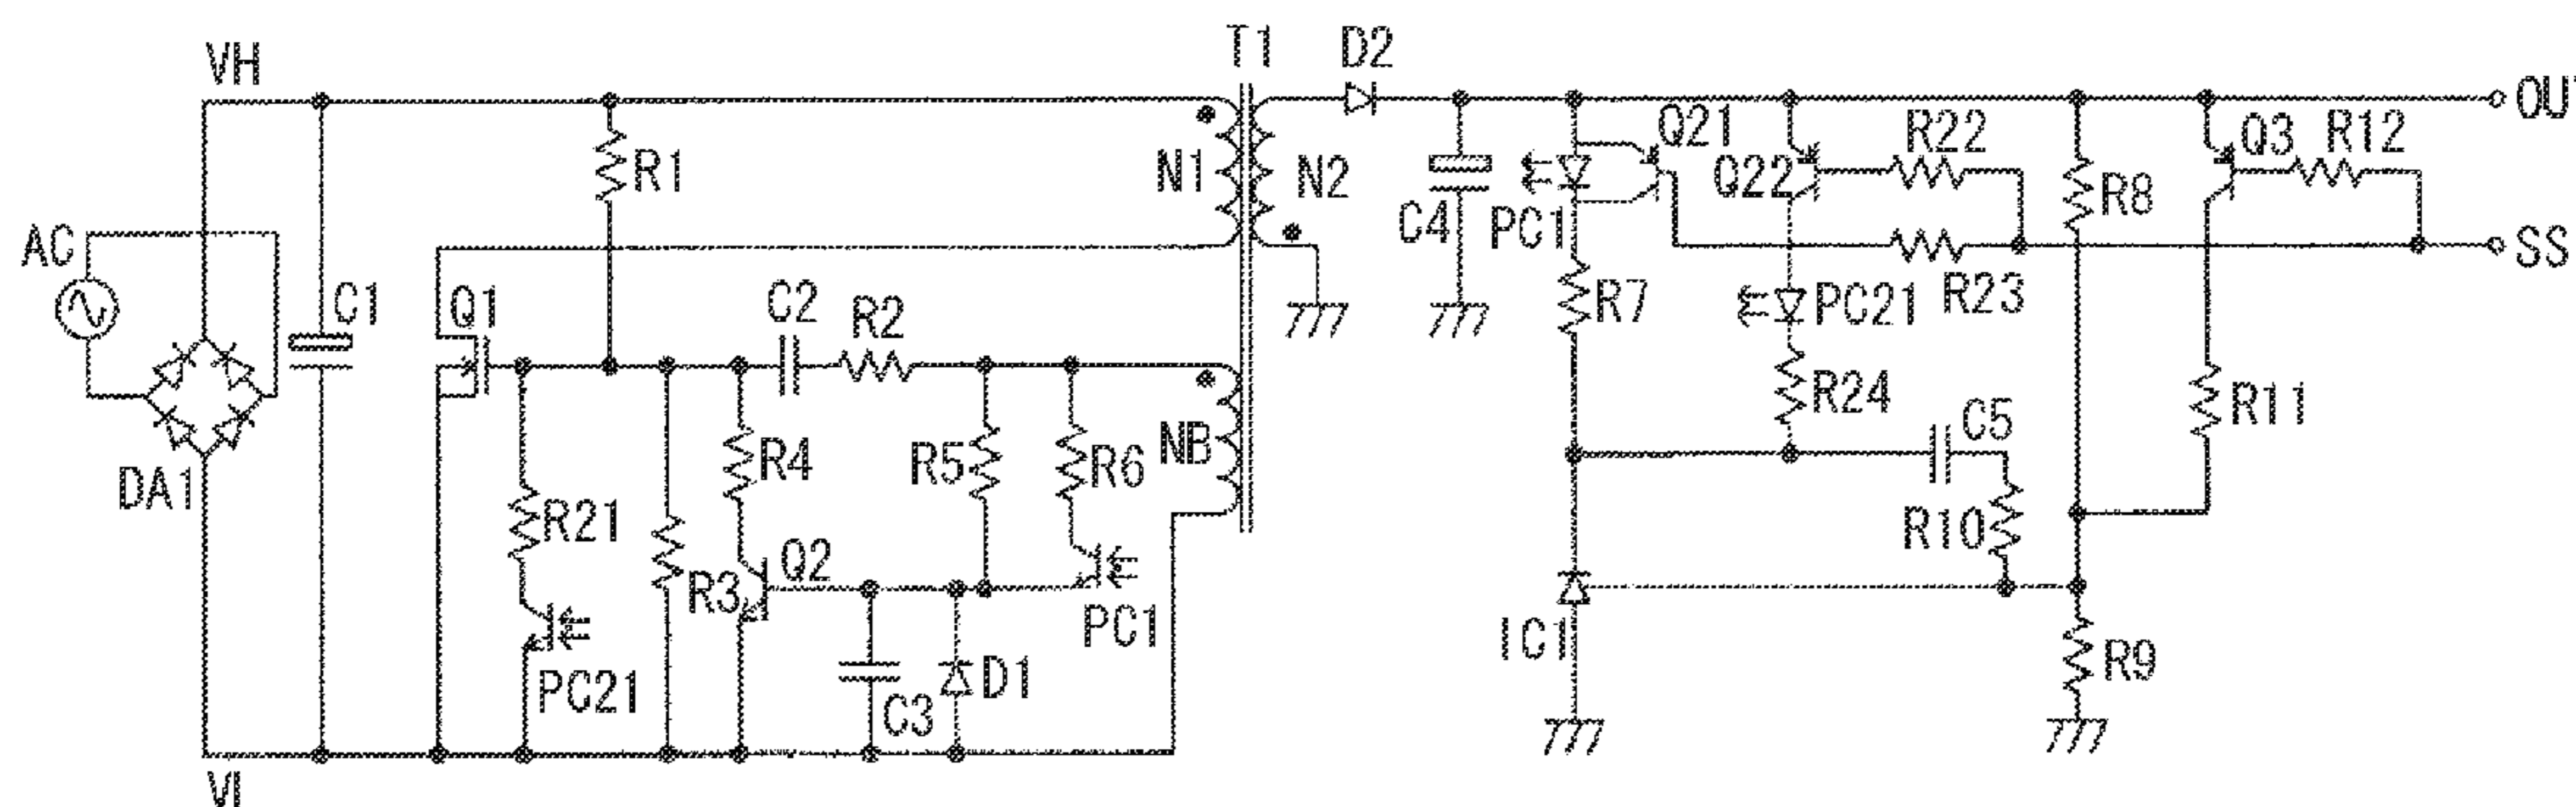 VH
T1
D2
OUT
R1
N1
N2
C4
PC1
Q21
Q22
R22
R8
Q3
R12
SS
AC
C1
Q1
C2
R2
R7
PC21
R23
R24
C5
R11
DA1
R4
R5
R6
NB
R21
R3
Q2
PC1
R10
IC1
PC21
C3
D1
R9